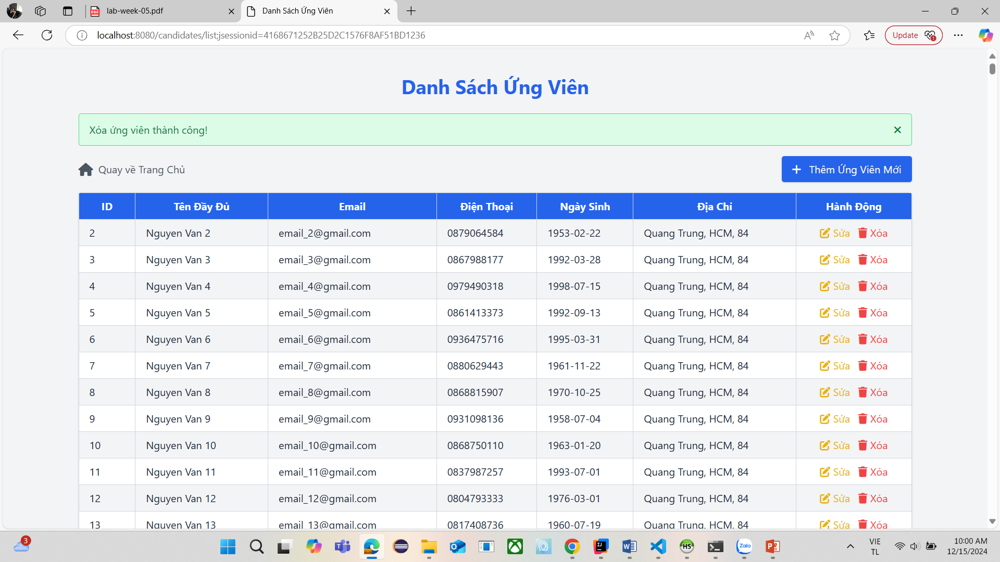 lab-week-05.pdf
Danh Sách Ứng Viên
localhost:8080/candidates/list;jsessionid=4168671252B25D2C1576F8AF51BD1236
Update
Danh Sách Ứng Viên
Xóa ứng viên thành công!
Quay về Trang Chủ
Thêm Ứng Viên Mới
ID Tên Đầy Đủ Email Điện Thoại Ngày Sinh Địa Chỉ Hành Động
2 Nguyen Van 2 email_2@gmail.com 0879064584 1953-02-22 Quang Trung, HCM, 84 Sửa Xóa
3 Nguyen Van 3 email_3@gmail.com 0867988177 1992-03-28 Quang Trung, HCM, 84 Sửa Xóa
4 Nguyen Van 4 email_4@gmail.com 0979490318 1998-07-15 Quang Trung, HCM, 84 Sửa Xóa
5 Nguyen Van 5 email_5@gmail.com 0861413373 1992-09-13 Quang Trung, HCM, 84 Sửa Xóa
6 Nguyen Van 6 email_6@gmail.com 0936475716 1995-03-31 Quang Trung, HCM, 84 Sửa Xóa
7 Nguyen Van 7 email_7@gmail.com 0880629443 1961-11-22 Quang Trung, HCM, 84 Sửa Xóa
8 Nguyen Van 8 email_8@gmail.com 0868815907 1970-10-25 Quang Trung, HCM, 84 Sửa Xóa
9 Nguyen Van 9 email_9@gmail.com 0931098136 1958-07-04 Quang Trung, HCM, 84 Sửa Xóa
10 Nguyen Van 10 email_10@gmail.com 0868750110 1963-01-20 Quang Trung, HCM, 84 Sửa Xóa
11 Nguyen Van 11 email_11@gmail.com 0837987257 1993-07-01 Quang Trung, HCM, 84 Sửa Xóa
12 Nguyen Van 12 email_12@gmail.com 0804793333 1976-03-01 Quang Trung, HCM, 84 Sửa Xóa
13 Nguyen Van 13 email_13@gmail.com 0817408736 1960-07-19 Quang Trung, HCM, 84 Sửa Xóa
3
VIE
TL
10:00 AM
12/15/2024